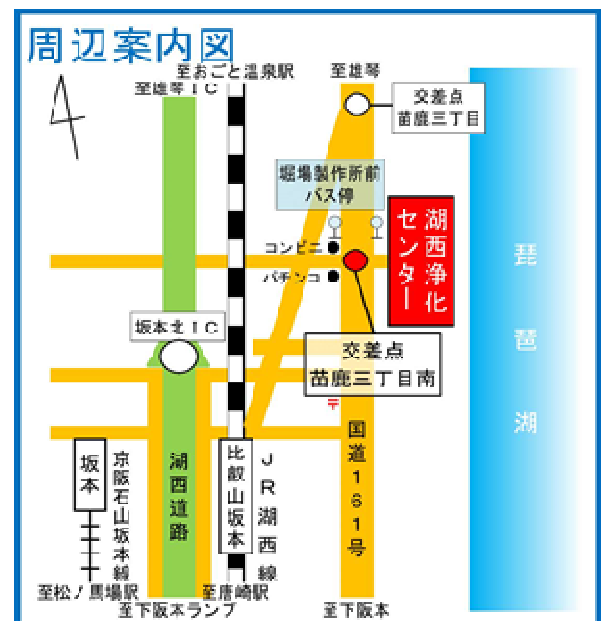 周辺案内図
至おごと温泉駅
至雄琴
至雄琴IC
交差点
苗鹿三丁目
堀場製作所前
バス停
湖西浄化
センター
コンビニ
パチンコ
琵琶湖
坂本北IC
交差点
苗鹿三丁目南
〒
国道161号
坂本
京阪石山坂本線
湖西道路
比叡山坂本
JR湖西線
至松ノ馬場駅
至唐崎駅
至下阪本ランプ
至下阪本